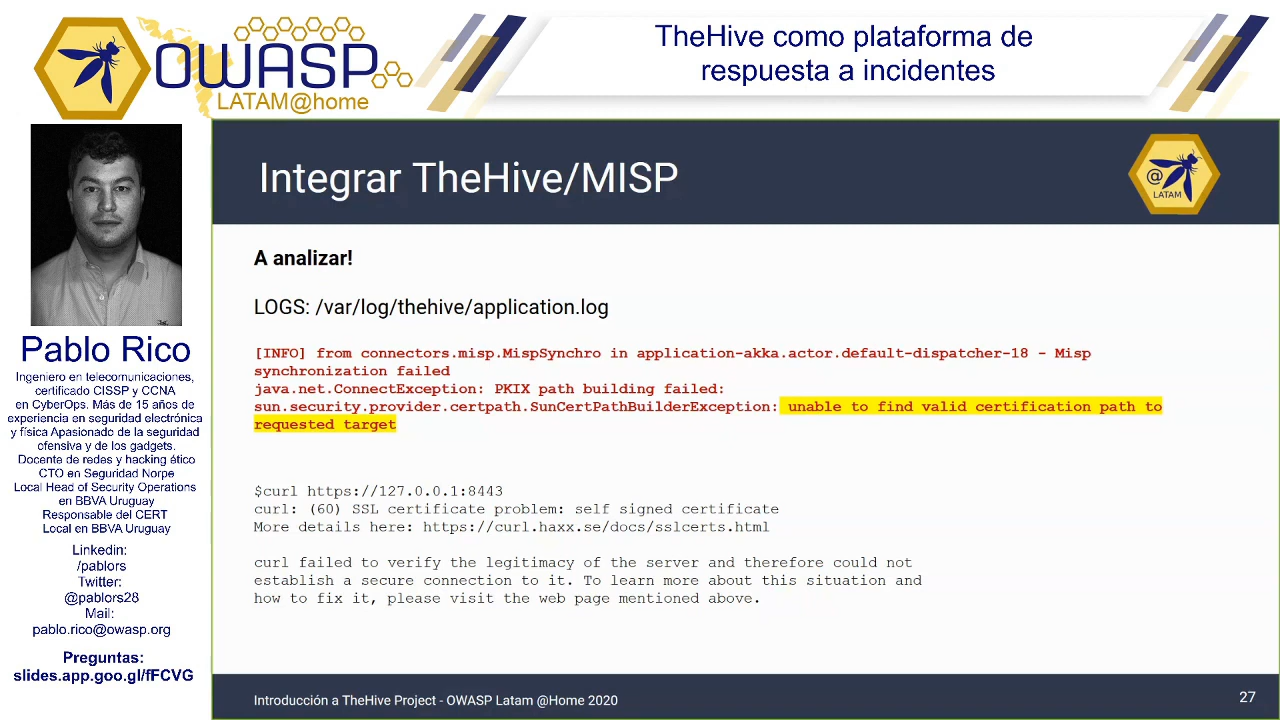 OWASP
LATAM@home
TheHive como plataforma de
respuesta a incidentes
Integrar TheHive/MISP
@
LATAM
A analizar!
LOGS: /var/log/thehive/application.log
[INFO] from connectors.misp.MispSynchro in application-akka.actor.default-dispatcher-18 - Misp
synchronization failed
java.net.ConnectException: PKIX path building failed:
sun.security.provider.certpath.SunCertPathBuilderException: unable to find valid certification path to
requested target
$curl https://127.0.0.1:8443
curl: (60) SSL certificate problem: self signed certificate
More details here: https://curl.haxx.se/docs/sslcerts.html
curl failed to verify the legitimacy of the server and therefore could not
establish a secure connection to it. To learn more about this situation and
how to fix it, please visit the web page mentioned above.
Introducción a TheHive Project - OWASP Latam @Home 2020
27
Pablo Rico
Ingeniero en telecomunicaciones,
certificado CISSP y CCNA
en CyberOps. Más de 15 años de
experiencia en seguridad electrónica
y física Apasionado de la seguridad
ofensiva y de los gadgets.
Docente de redes y hacking ético
CTO en Seguridad Norpe
Local Head of Security Operations
en BBVA Uruguay
Responsable del CERT
Local en BBVA Uruguay
Linkedin:
/pablors
Twitter:
@pablors28
Mail:
pablo.rico@owasp.org
Preguntas:
slides.app.goo.gl/fFCVG